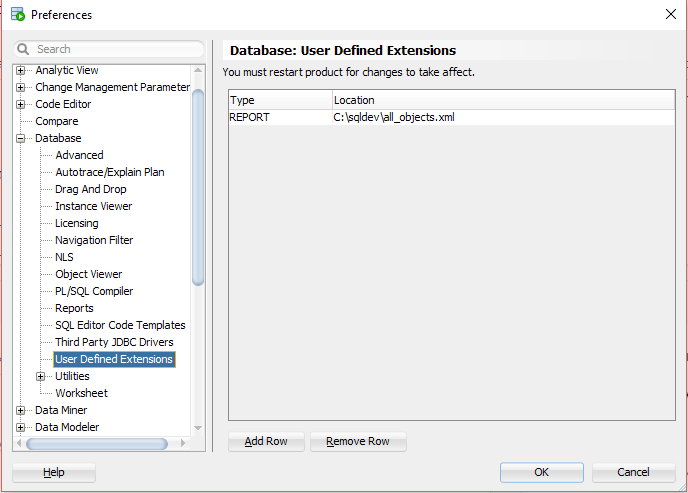 Preferences
Search
Analytic View
Change Management Parameter
Code Editor
Compare
Database
Advanced
Autotrace/Explain Plan
Drag And Drop
Instance Viewer
Licensing
Navigation Filter
NLS
Object Viewer
PL/SQL Compiler
Reports
SQL Editor Code Templates
Third Party JDBC Drivers
User Defined Extensions
Utilities
Worksheet
Data Miner
Data Modeler
Database: User Defined Extensions
You must restart product for changes to take affect.
Type Location
REPORT C:\sqldev\all_objects.xml
Add Row Remove Row
Help OK Cancel